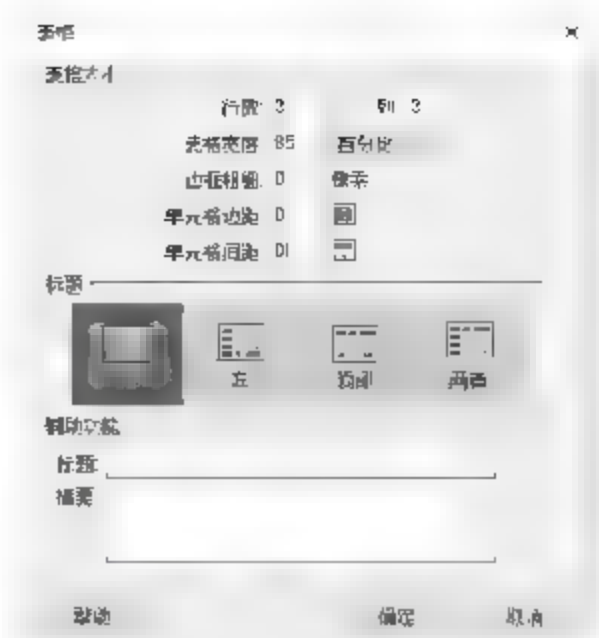 表格
表格大小
行数: 3 列: 3
表格宽度: 85 百分比
边框粗细: 0 像素
单元格边距: 0
单元格间距: 0
标题
左 顶部 两者
辅助功能
标题:
摘要
帮助 确定 取消